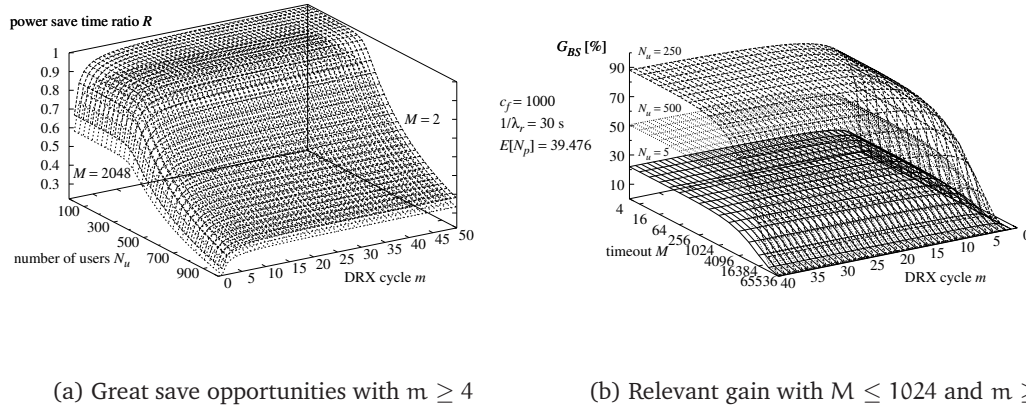 power save time ratio R
1
0.9
0.8
0.7
0.6
0.5
0.4
0.3
M = 2
M = 2048
100
300
500
700
900
number of users N_u
0
5
10
15
20
25
30
35
40
45
50
DRX cycle m
G_BS [%]
N_u = 250
90
70
50
30
10
N_u = 500
N_u = 5
c_f = 1000
1/λ_r = 30 s
E[N_p] = 39.476
4
16
64
256
1024
4096
16384
65536
timeout M
40
35
30
25
20
15
10
5
0
DRX cycle m
(a) Great save opportunities with m ≥ 4
(b) Relevant gain with M ≤ 1024 and m ≥